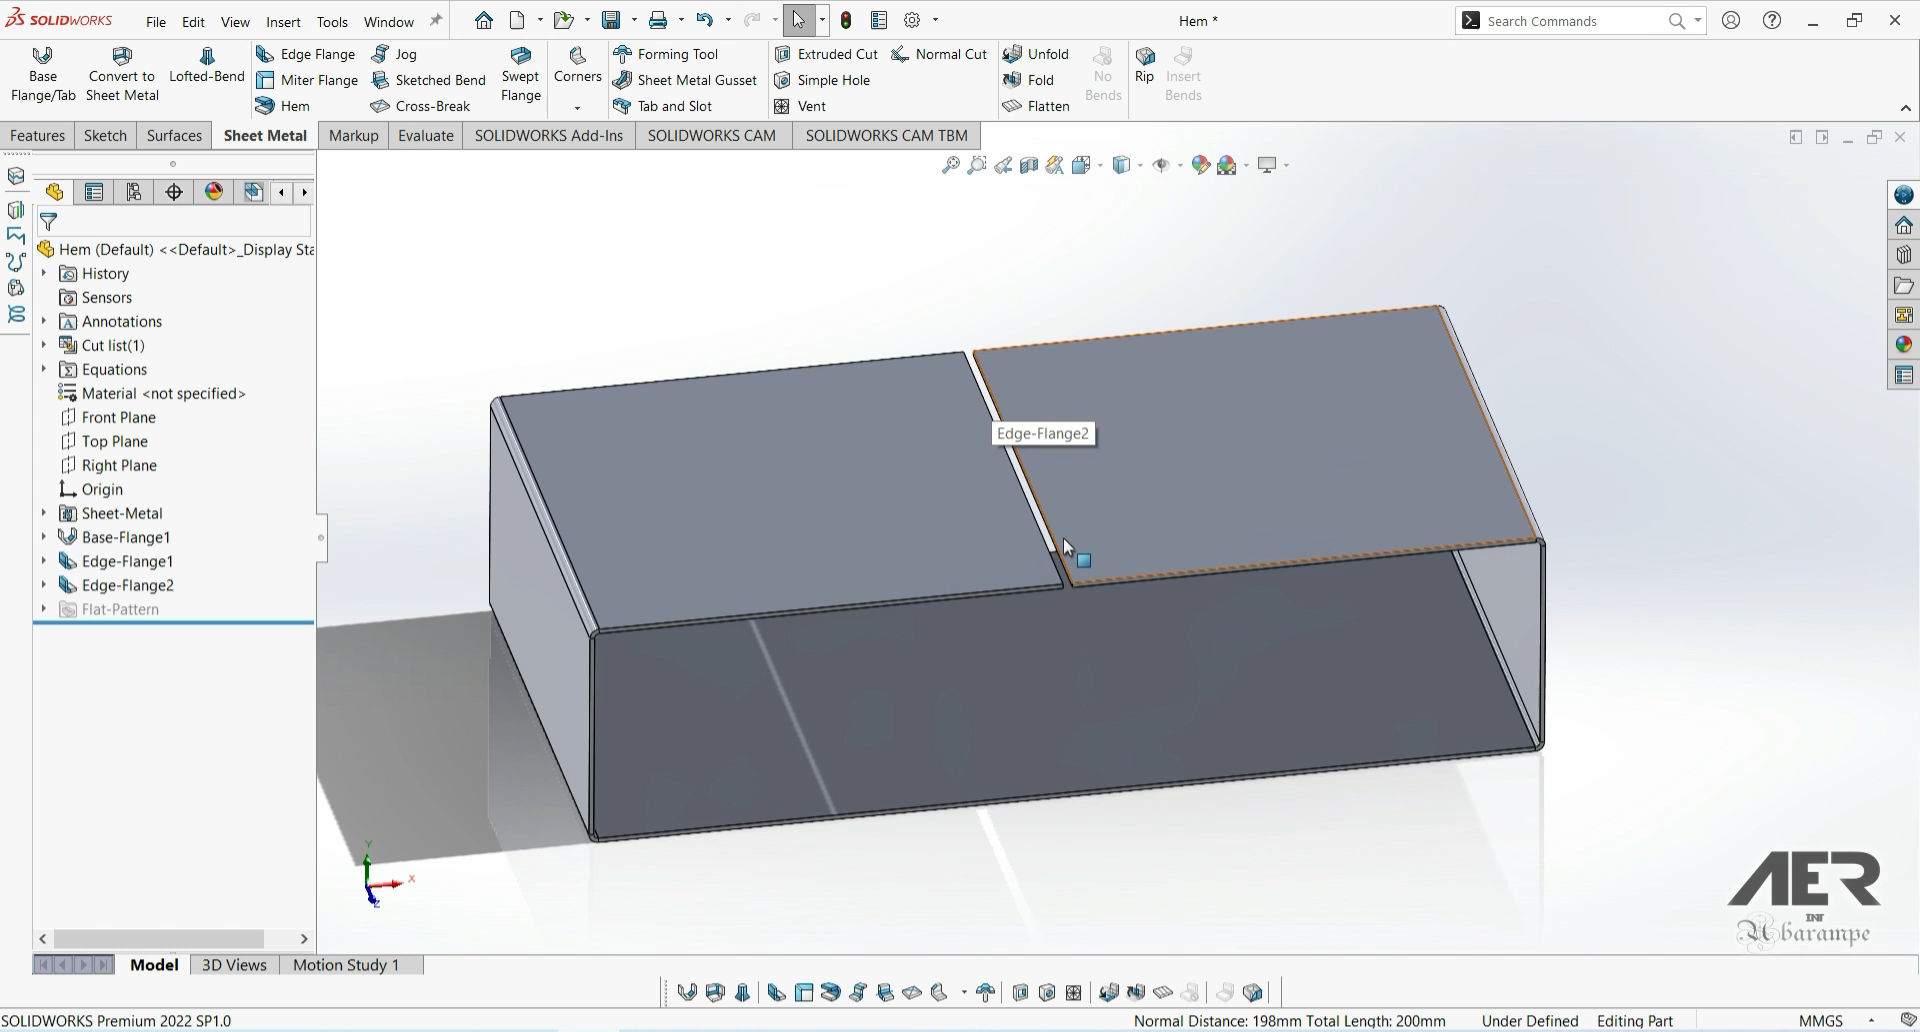 SOLIDWORKS File Edit View Insert Tools Window Hem * Search Commands
Base Flange/Tab Convert to Sheet Metal Lofted-Bend
Edge Flange Jog
Miter Flange Sketched Bend
Hem Cross-Break
Swept Flange Corners
Forming Tool
Sheet Metal Gusset
Tab and Slot
Extruded Cut Normal Cut
Simple Hole
Vent
Unfold
Fold
Flatten
No Bends Rip Insert Bends
Features Sketch Surfaces Sheet Metal Markup Evaluate SOLIDWORKS Add-Ins SOLIDWORKS CAM SOLIDWORKS CAM TBM
Hem (Default) <<Default>_Display Sta
History
Sensors
Annotations
Cut list(1)
Equations
Material <not specified>
Front Plane
Top Plane
Right Plane
Origin
Sheet-Metal
Base-Flange1
Edge-Flange1
Edge-Flange2
Flat-Pattern
Edge-Flange2
Y
X
Z
AER
INT
Abarampe
Model 3D Views Motion Study 1
SOLIDWORKS Premium 2022 SP1.0 Normal Distance: 198mm Total Length: 200mm Under Defined Editing Part MMGS